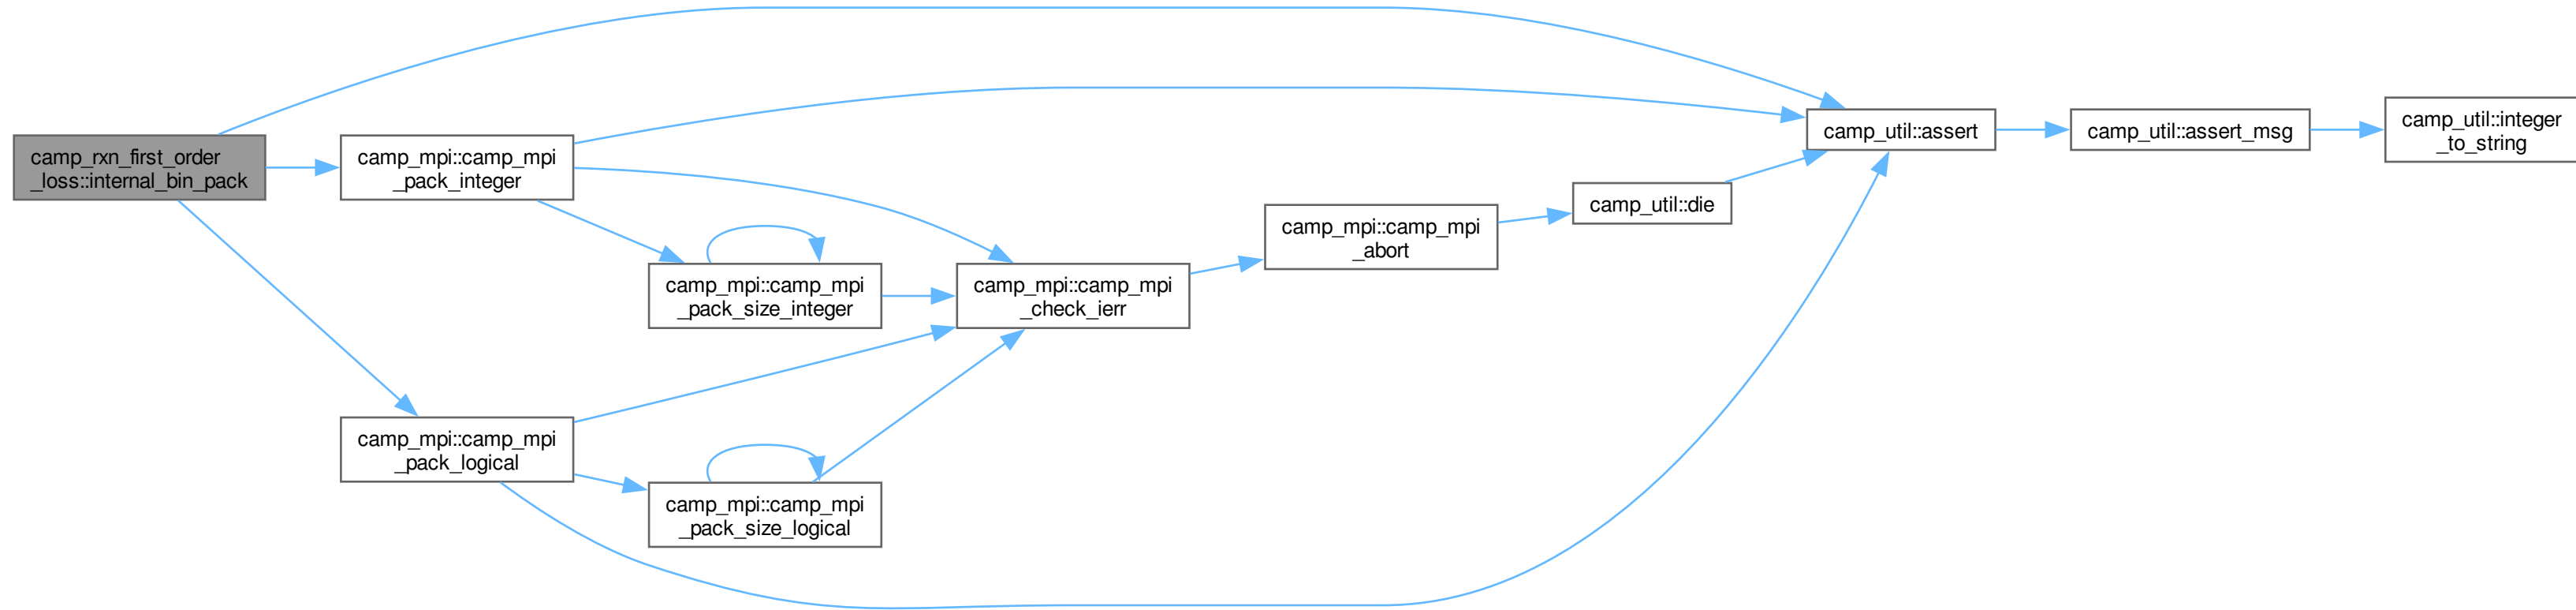 camp_rxn_first_order
_loss::internal_bin_pack
camp_mpi::camp_mpi
_pack_integer
camp_mpi::camp_mpi
_pack_size_integer
camp_mpi::camp_mpi
_check_ierr
camp_mpi::camp_mpi
_abort
camp_util::die
camp_util::assert
camp_util::assert_msg
camp_util::integer
_to_string
camp_mpi::camp_mpi
_pack_logical
camp_mpi::camp_mpi
_pack_size_logical